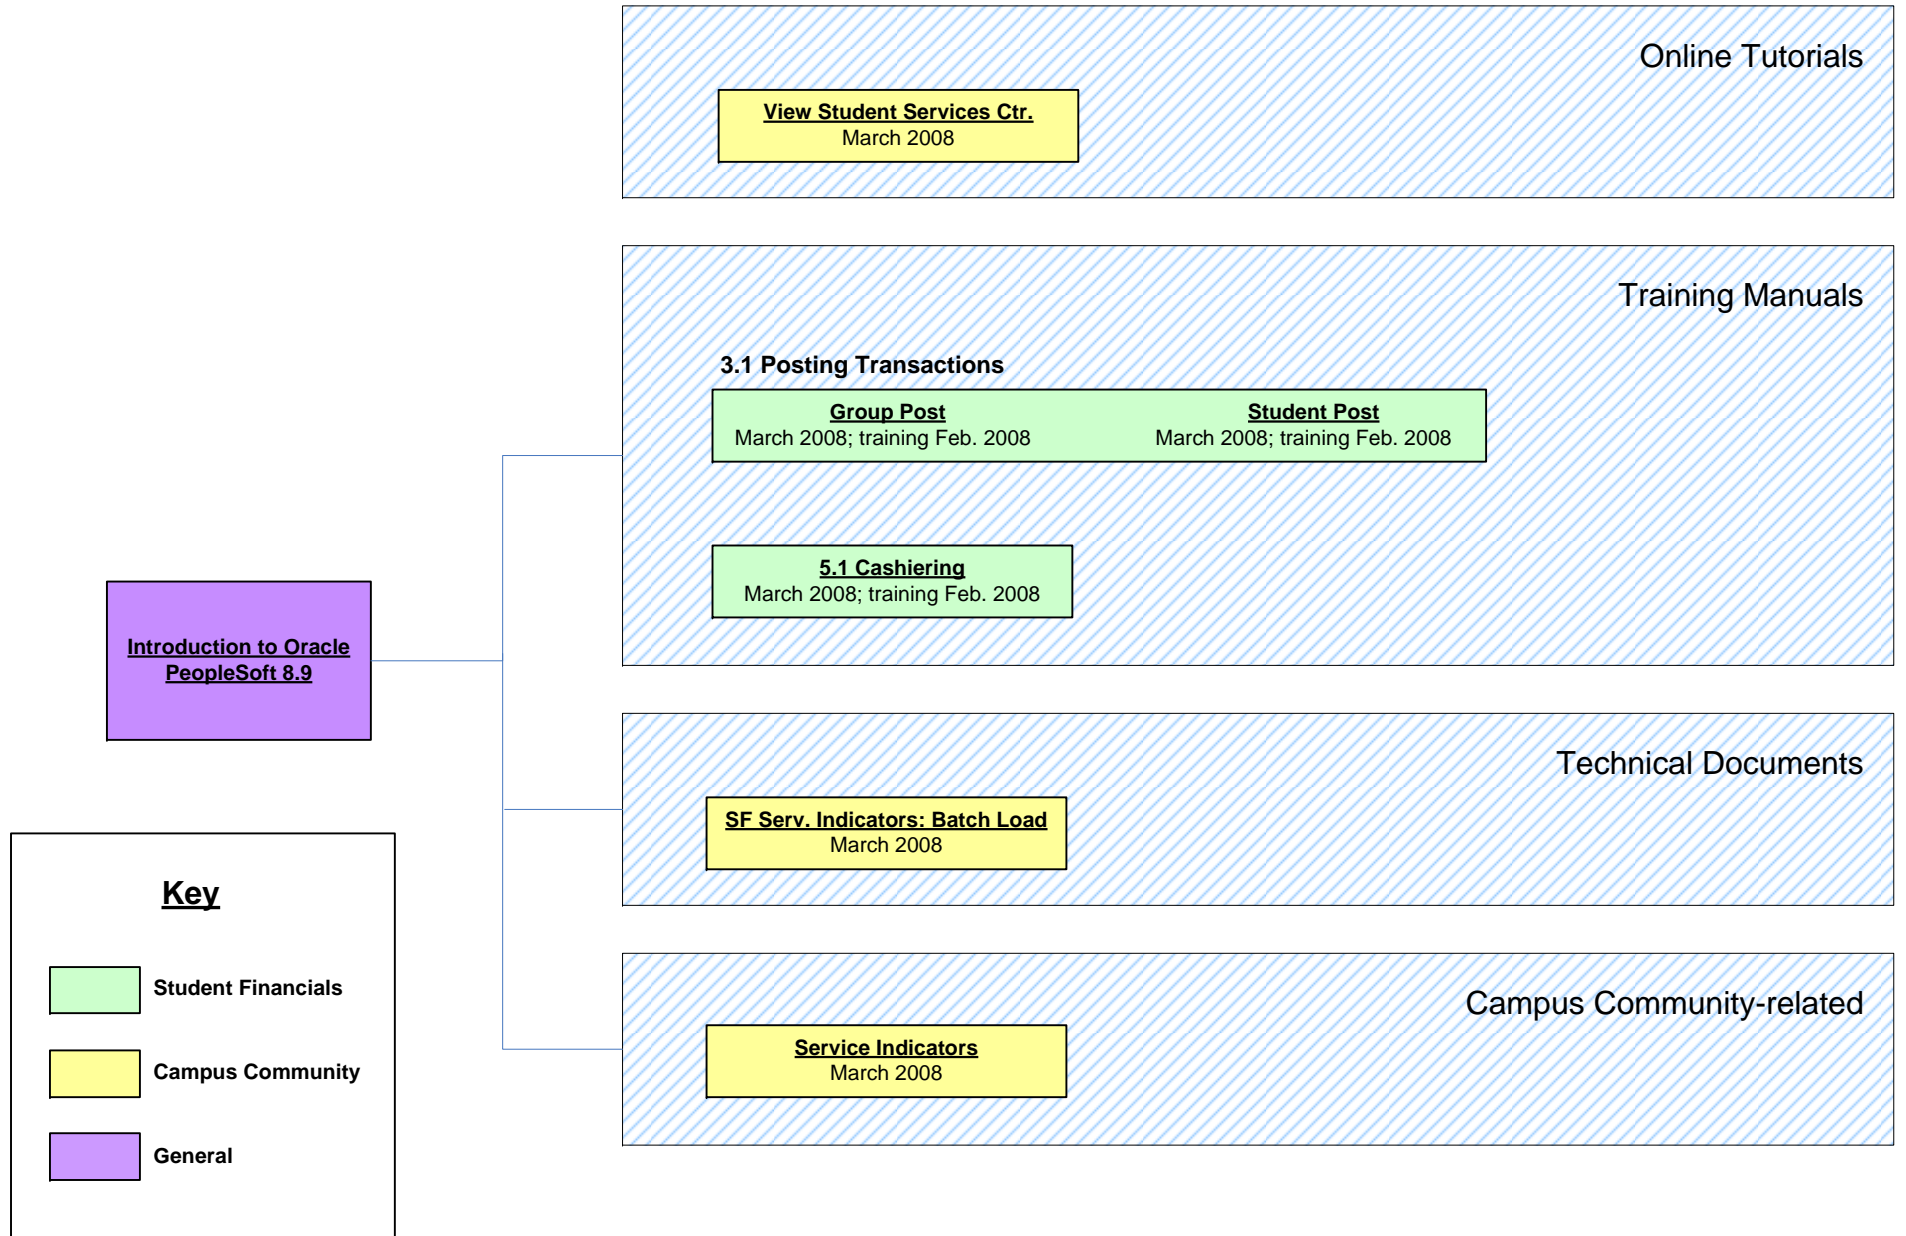 Online Tutorials
View Student Services Ctr.
March 2008
Training Manuals
3.1 Posting Transactions
Group Post
March 2008; training Feb. 2008
Student Post
March 2008; training Feb. 2008
5.1 Cashiering
March 2008; training Feb. 2008
Introduction to Oracle
PeopleSoft 8.9
Technical Documents
SF Serv. Indicators: Batch Load
March 2008
Campus Community-related
Service Indicators
March 2008
Key
Student Financials
Campus Community
General